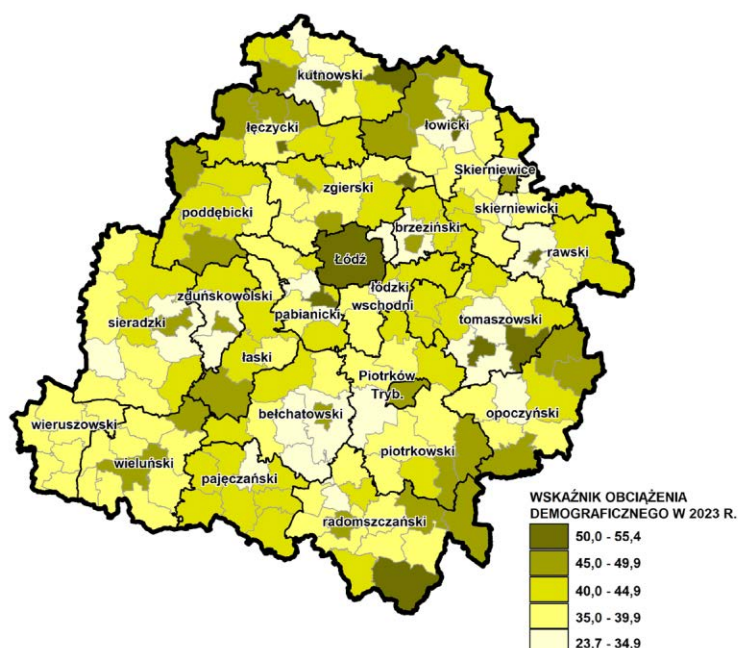 kutnowski
łęczycki
łowicki
Skierniewice
zgierski
skierniewicki
poddębicki
brzeziński
rawski
Łódź
łódzki
wschodni
zduńskowolski
pabianicki
sieradzki
tomaszowski
łaski
Piotrków
Tryb.
wieruszowski
bełchatowski
opoczyński
wieluński
piotrkowski
pajęczański
radomszczański
WSKAŹNIK OBCIĄŻENIA
DEMOGRAFICZNEGO W 2023 R.
50,0 - 55,4
45,0 - 49,9
40,0 - 44,9
35,0 - 39,9
23,7 - 34,9